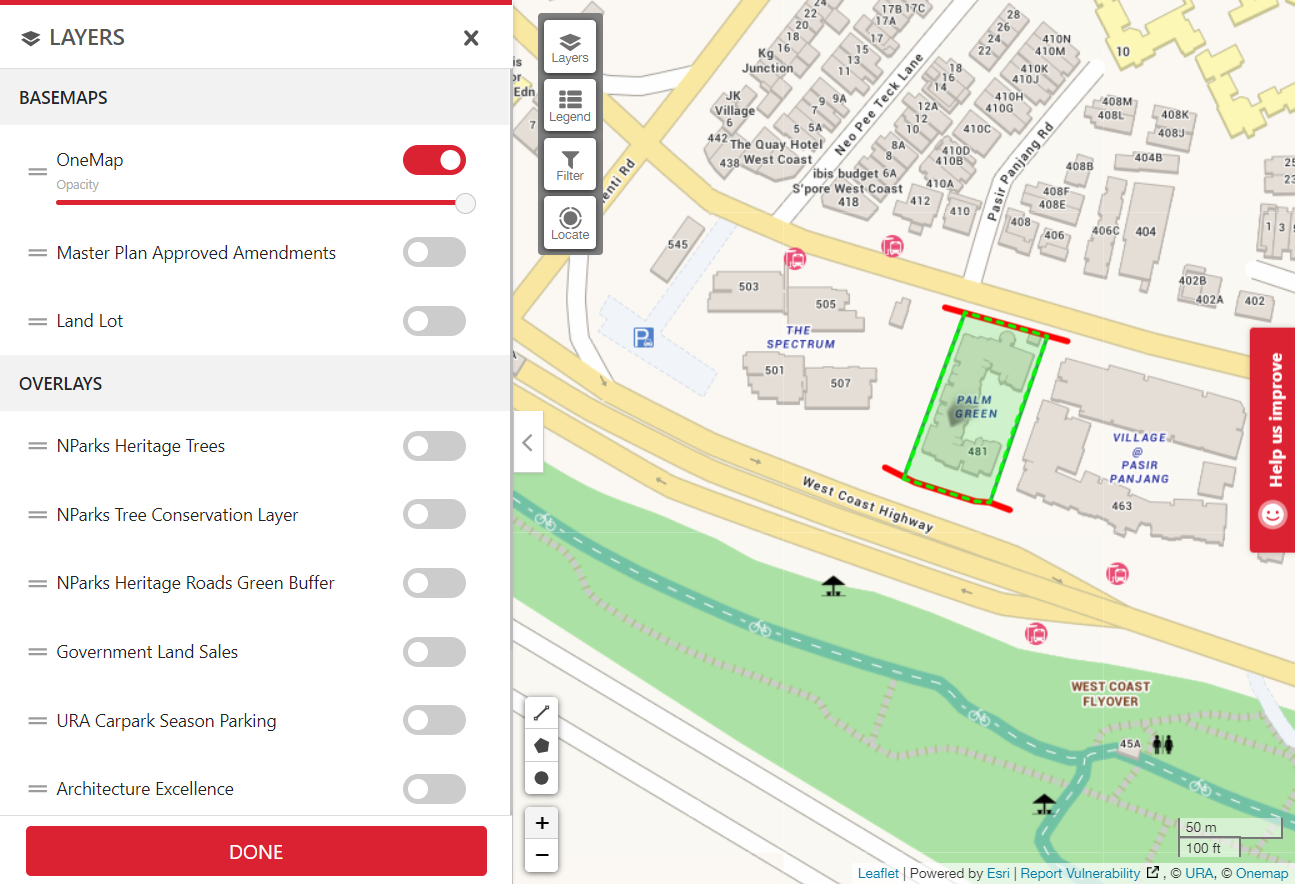 LAYERS
BASEMAPS
OneMap
Opacity
Master Plan Approved Amendments
Land Lot
OVERLAYS
NParks Heritage Trees
NParks Tree Conservation Layer
NParks Heritage Roads Green Buffer
Government Land Sales
URA Carpark Season Parking
Architecture Excellence
DONE
Layers
Legend
Filter
Locate
is
or
Edn
7
enti Rd
24
22
20
18
16
Kg
Junction
17B
17C
17A
17
15
13
11
JK
Village
6
9
9A
7
5
5A
442
438
The Quay Hotel
West Coast
ibis budget
S'pore West Coast
418
Neo Pee Teck Lane
28
26
24
22
18
16
14
12A
12
10
8A
8
6A
410N
410M
410K
410J
410H
410G
410C
410D
410B
410A
412
410
Pasir Panjang Rd
10
408M
408L
408K
408J
404B
408B
408F
408E
408
406
406C
404
402B
402A
402
25
23
1
3
545
503
505
THE
SPECTRUM
501
507
PALM
GREEN
481
VILLAGE
@
PASIR
PANJANG
463
West Coast Highway
WEST COAST
FLYOVER
45A
P
A
Help us improve
+
−
50 m
100 ft
Leaflet | Powered by Esri | Report Vulnerability , © URA, © Onemap